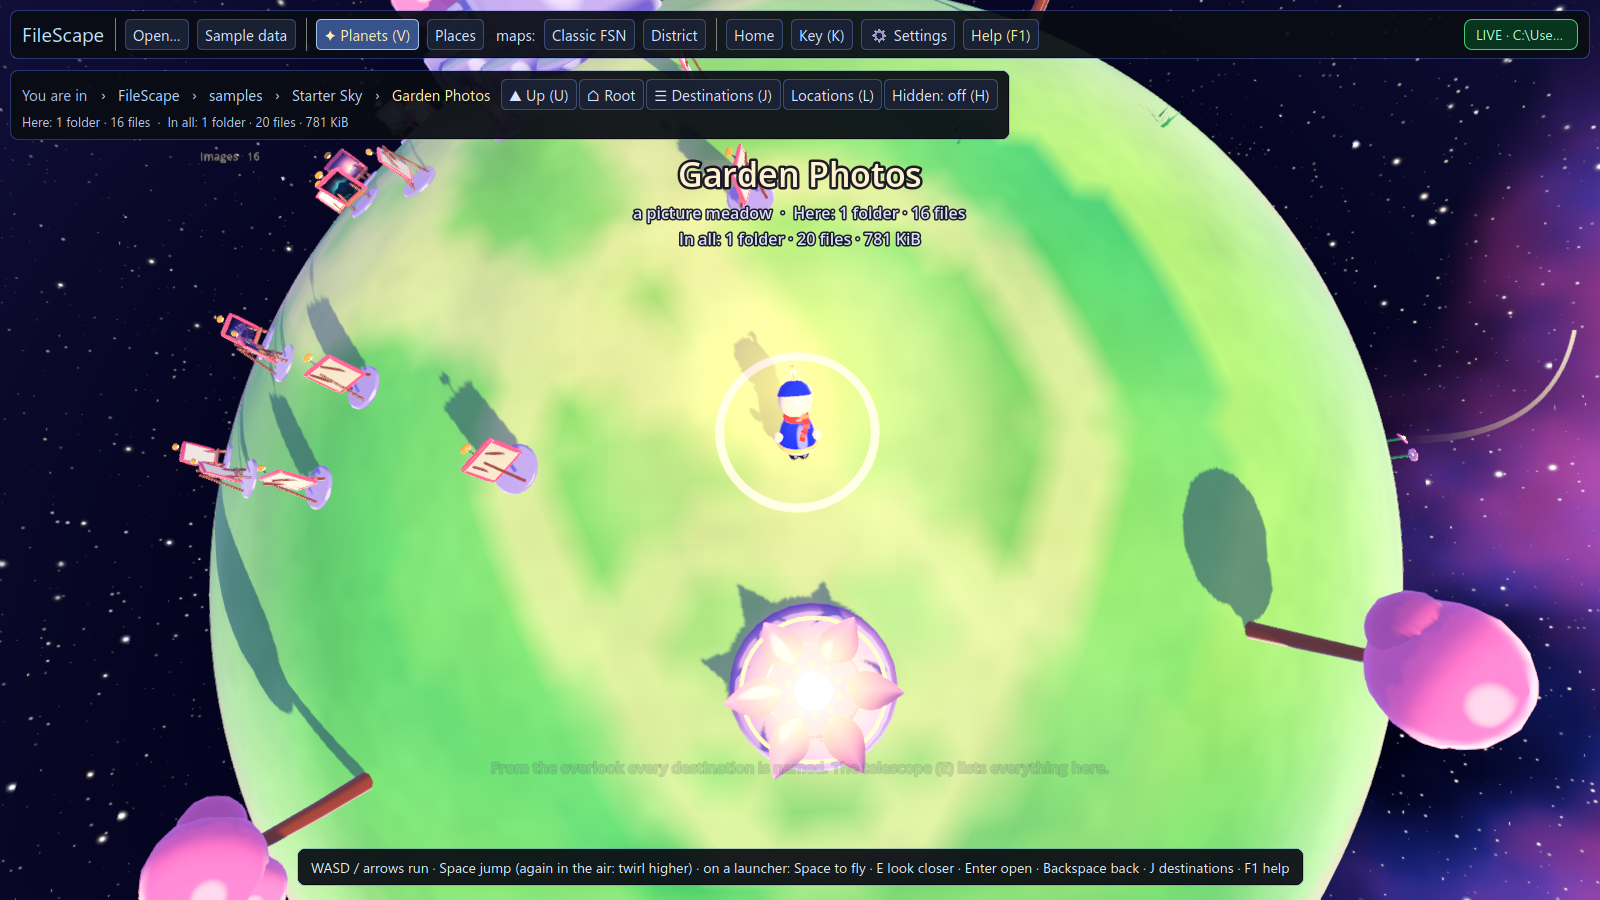 FileScape Open... Sample data ✦ Planets (V) Places maps: Classic FSN District Home Key (K) Settings Help (F1) LIVE · C:\Use...
You are in › FileScape › samples › Starter Sky › Garden Photos ▲ Up (U) Root ☰ Destinations (J) Locations (L) Hidden: off (H)
Here: 1 folder · 16 files · In all: 1 folder · 20 files · 781 KiB
Images · 16
Garden Photos
a picture meadow · Here: 1 folder · 16 files
In all: 1 folder · 20 files · 781 KiB
From the overlook every destination is named. The telescope (E) lists everything here.
WASD / arrows run · Space jump (again in the air: twirl higher) · on a launcher: Space to fly · E look closer · Enter open · Backspace back · J destinations · F1 help